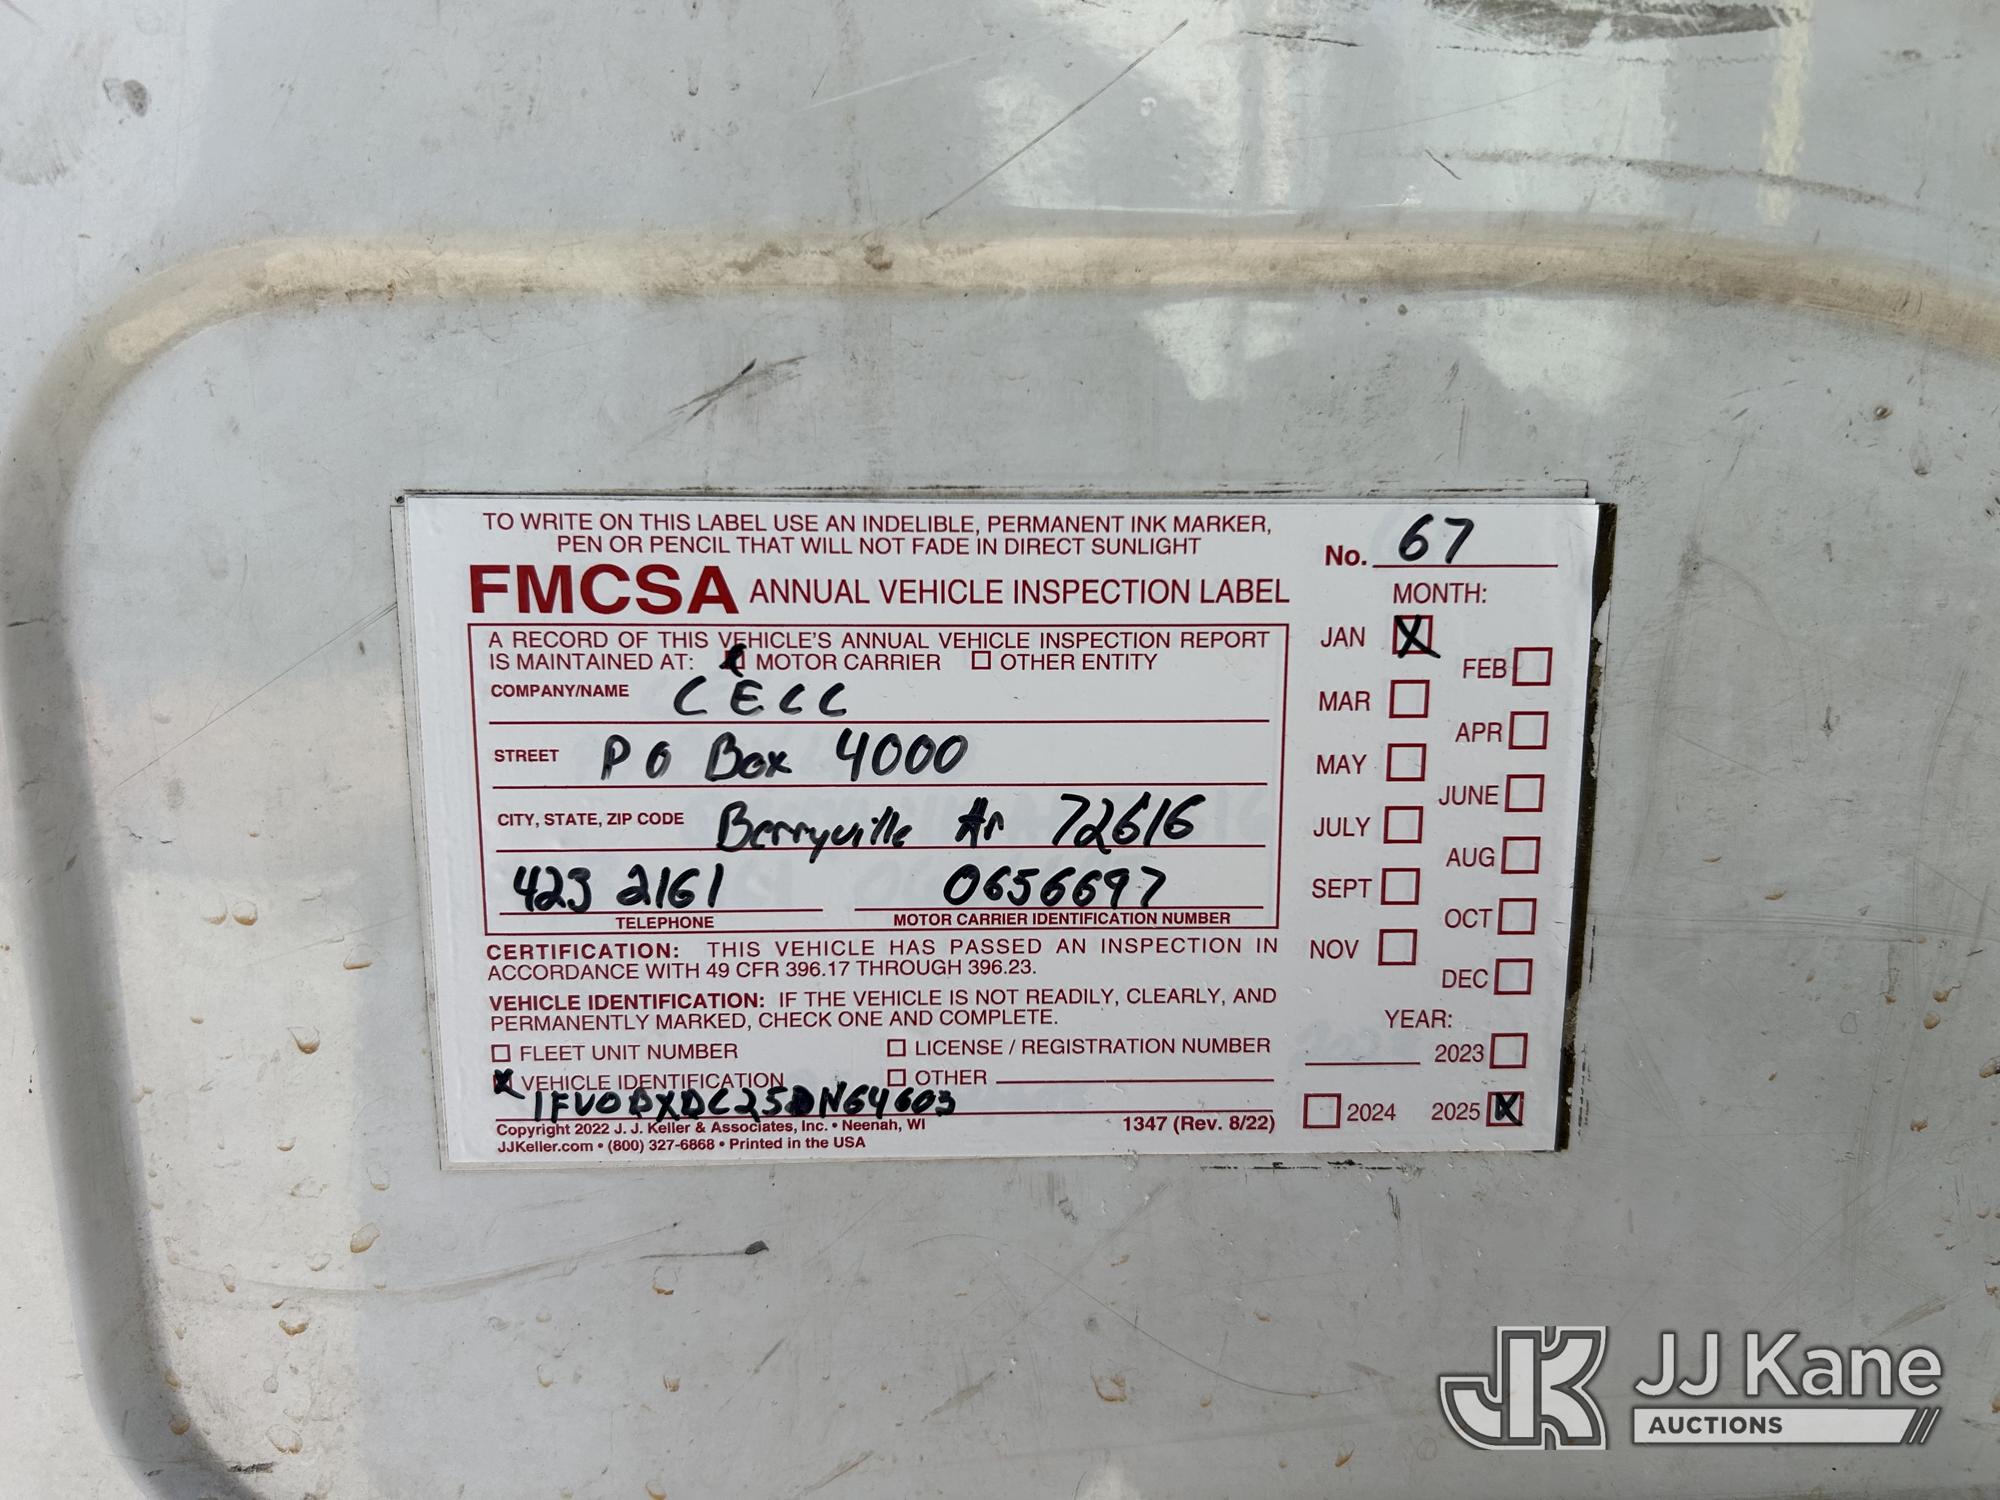 TO WRITE ON THIS LABEL USE AN INDELIBLE, PERMANENT INK MARKER,
PEN OR PENCIL THAT WILL NOT FADE IN DIRECT SUNLIGHT
No. 67
FMCSA ANNUAL VEHICLE INSPECTION LABEL
A RECORD OF THIS VEHICLE'S ANNUAL VEHICLE INSPECTION REPORT
IS MAINTAINED AT: MOTOR CARRIER OTHER ENTITY
COMPANY/NAME CECC
STREET PO Box 4000
CITY, STATE, ZIP CODE Berryville Ar 72616
423 2161 0656697
TELEPHONE MOTOR CARRIER IDENTIFICATION NUMBER
CERTIFICATION: THIS VEHICLE HAS PASSED AN INSPECTION IN
ACCORDANCE WITH 49 CFR 396.17 THROUGH 396.23.
VEHICLE IDENTIFICATION: IF THE VEHICLE IS NOT READILY, CLEARLY, AND
PERMANENTLY MARKED, CHECK ONE AND COMPLETE.
FLEET UNIT NUMBER LICENSE / REGISTRATION NUMBER
X VEHICLE IDENTIFICATION OTHER
Copyright 2022 J. J. Keller & Associates, Inc. • Neenah, WI
JJKeller.com • (800) 327-6868 • Printed in the USA
1347 (Rev. 8/22)
MONTH:
JAN X
FEB
MAR
APR
MAY
JUNE
JULY
AUG
SEPT
OCT
NOV
DEC
YEAR:
2023
2024 2025 X
JK JJ Kane
AUCTIONS